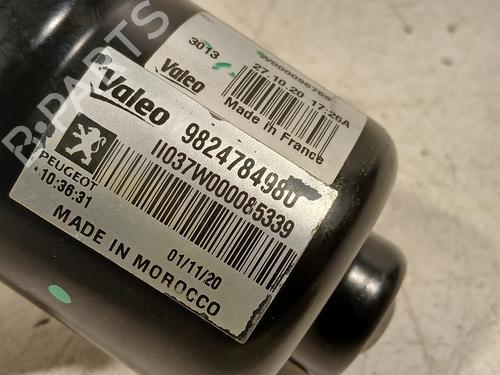 W000086766
3013
27.10.20 17:26A
Valeo
Made in France
Valeo
9824784980
II037W000085339
PEUGEOT
10:36:31
01/11/20
MADE IN MOROCCO
B-PARTS